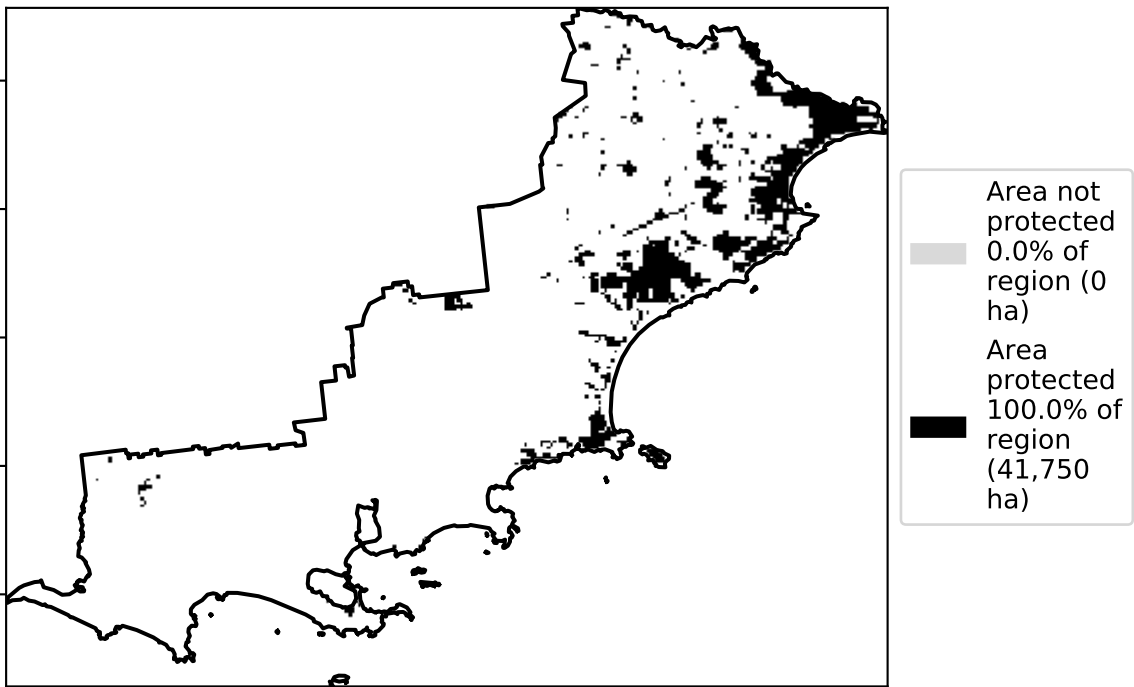 Area not
protected
0.0% of
region (0
ha)
Area
protected
100.0% of
region
(41,750
ha)